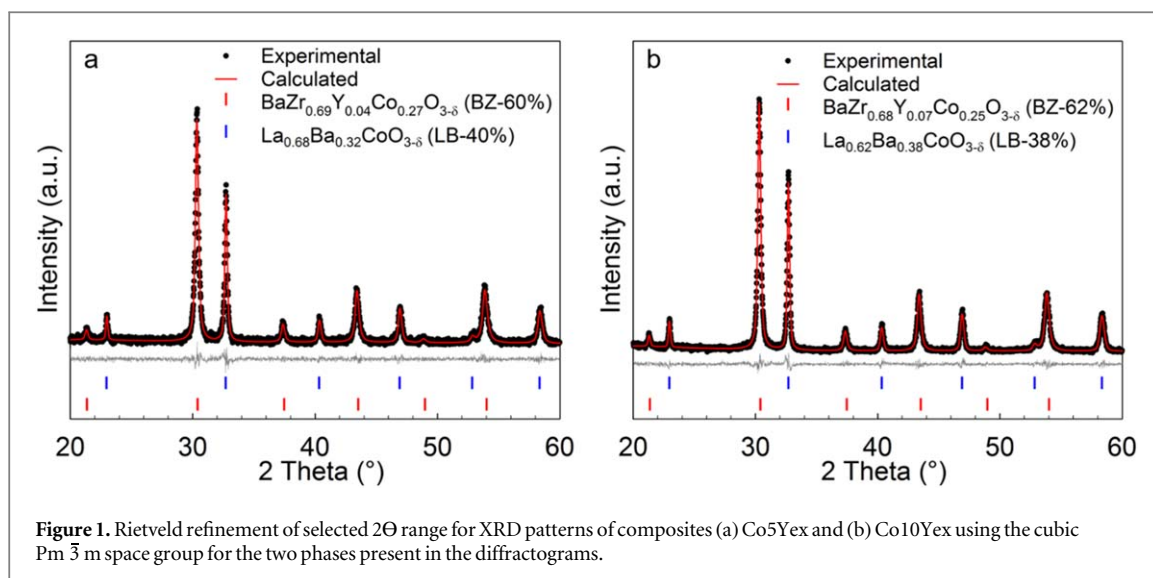 a
Experimental
Calculated
BaZr0.69Y0.04Co0.27O3-δ (BZ-60%)
La0.68Ba0.32CoO3-δ (LB-40%)
Intensity (a.u.)
20 30 40 50 60
2 Theta (°)
b
Experimental
Calculated
BaZr0.68Y0.07Co0.25O3-δ (BZ-62%)
La0.62Ba0.38CoO3-δ (LB-38%)
Intensity (a.u.)
20 30 40 50 60
2 Theta (°)
Figure 1. Rietveld refinement of selected 2Θ range for XRD patterns of composites (a) Co5Yex and (b) Co10Yex using the cubic
Pm 3̅ m space group for the two phases present in the diffractograms.